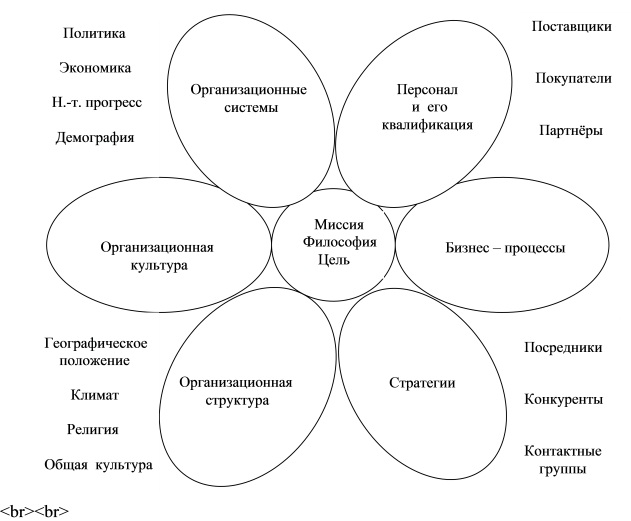 Политика
Экономика
Н.-т. прогресс
Демография
Организационные
системы
Персонал
и его
квалификация
Поставщики
Покупатели
Партнёры
Организационная
культура
Миссия
Философия
Цель
Бизнес – процессы
Географическое
положение
Климат
Религия
Общая культура
Организационная
структура
Стратегии
Посредники
Конкуренты
Контактные
группы
<br><br>